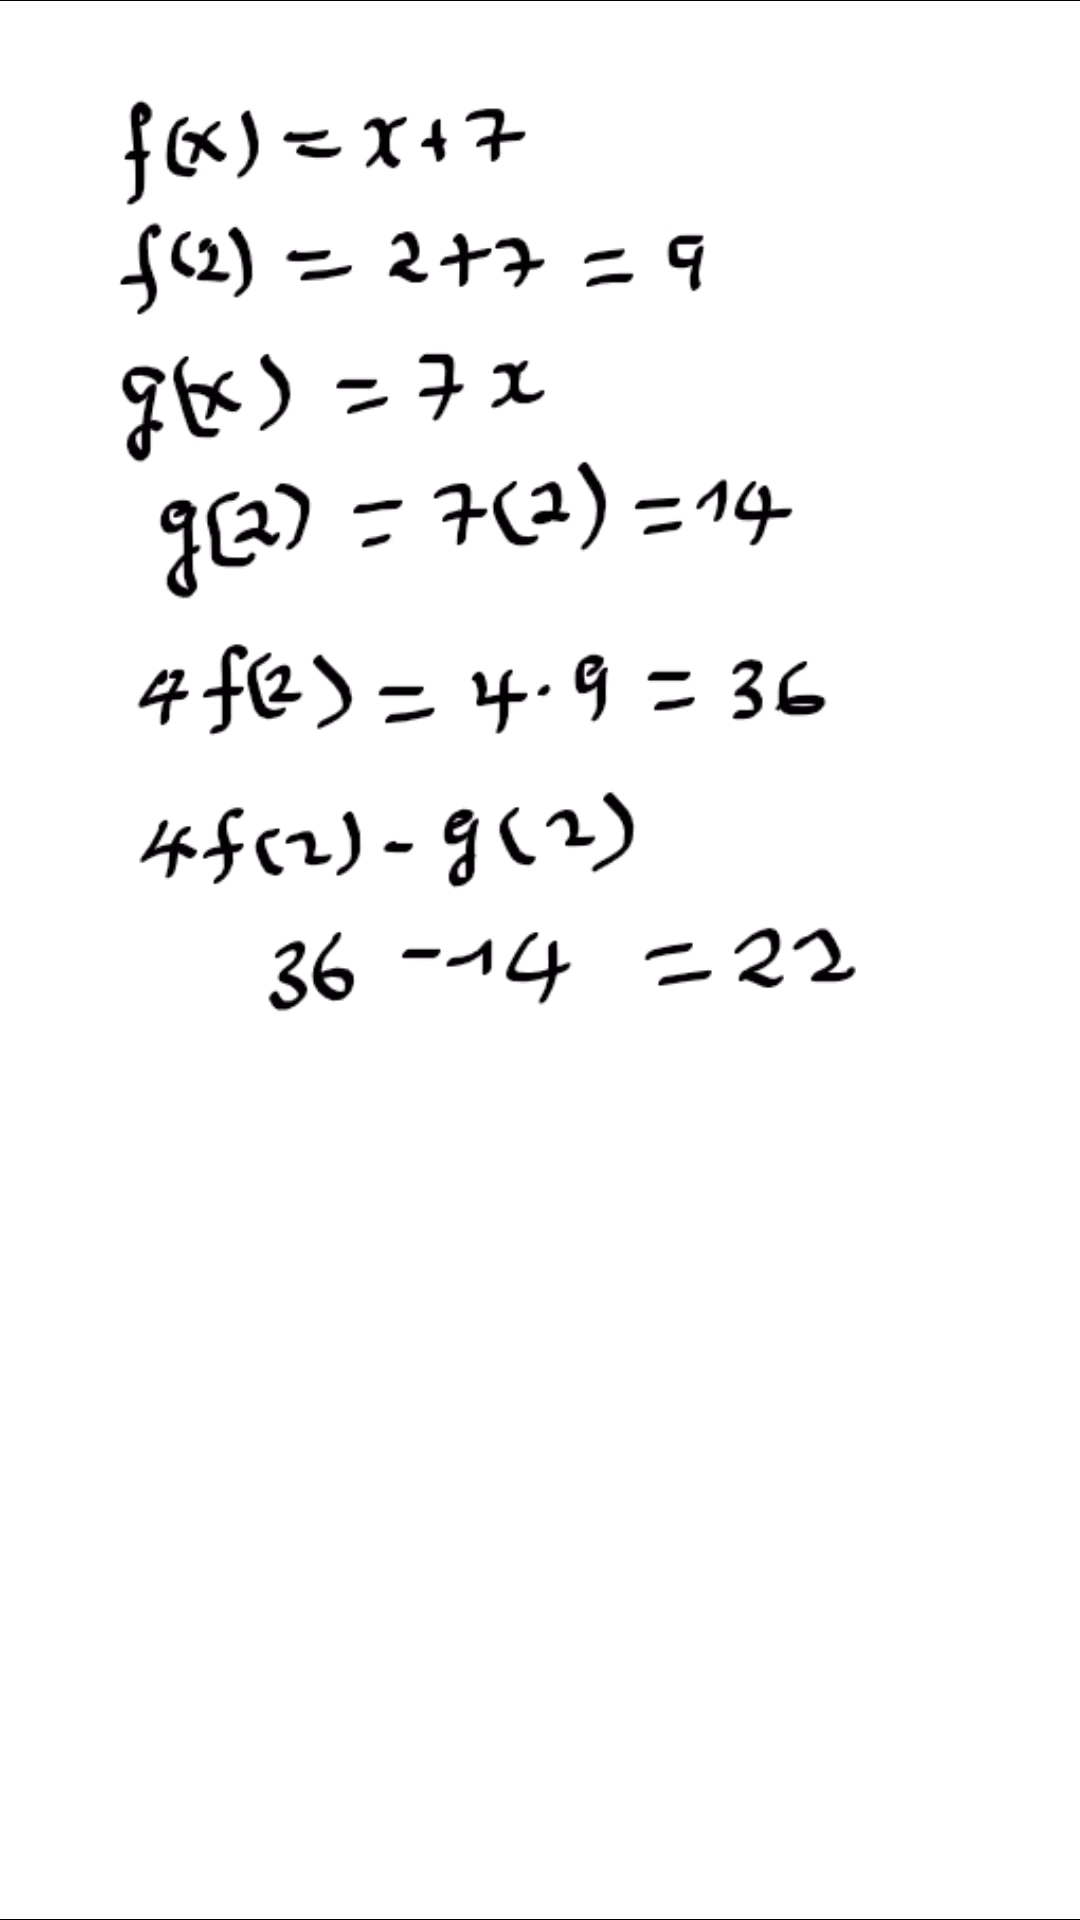 f(x) = x+7
f(2) = 2+7 = 9
g(x) = 7x
g(2) = 7(2) = 14
4f(2) = 4·9 = 36
4f(2) - g(2)
36 - 14 = 22